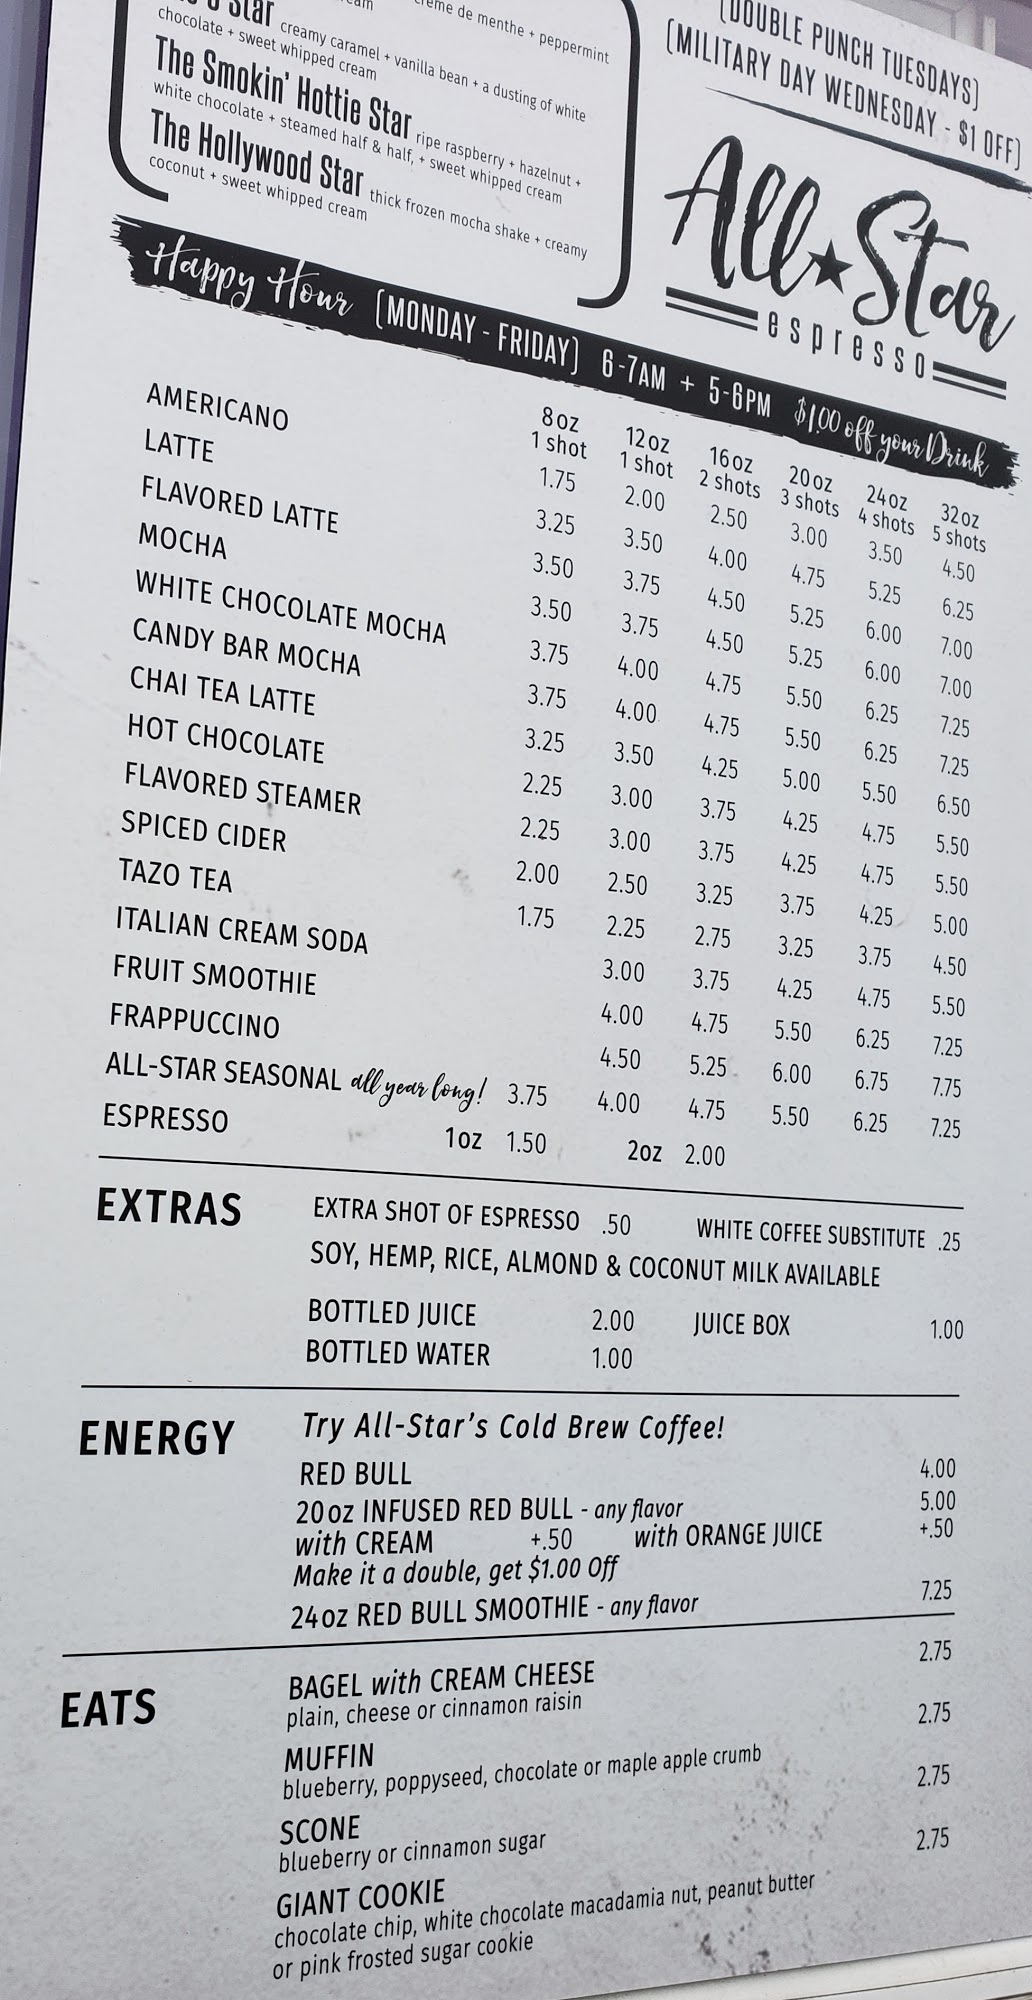 crème de menthe + peppermint
Star creamy caramel + vanilla bean + a dusting of white
chocolate + sweet whipped cream
The Smokin' Hottie Star ripe raspberry + hazelnut +
white chocolate + steamed half & half, + sweet whipped cream
The Hollywood Star thick frozen mocha shake + creamy
coconut + sweet whipped cream
(DOUBLE PUNCH TUESDAYS)
(MILITARY DAY WEDNESDAY - $1 OFF)
All★Star
espresso
Happy Hour (MONDAY - FRIDAY) 6-7AM + 5-6PM $1.00 off your Drink
8oz 12oz 16oz 20oz 24oz 32oz
1 shot 1 shot 2 shots 3 shots 4 shots 5 shots
AMERICANO 1.75 2.00 2.50 3.00 3.50 4.50
LATTE 3.25 3.50 4.00 4.75 5.25 6.25
FLAVORED LATTE 3.50 3.75 4.50 5.25 6.00 7.00
MOCHA 3.50 3.75 4.50 5.25 6.00 7.00
WHITE CHOCOLATE MOCHA 3.75 4.00 4.75 5.50 6.25 7.25
CANDY BAR MOCHA 3.75 4.00 4.75 5.50 6.25 7.25
CHAI TEA LATTE 3.25 3.50 4.25 5.00 5.50 6.50
HOT CHOCOLATE 2.25 3.00 3.75 4.25 4.75 5.50
FLAVORED STEAMER 2.25 3.00 3.75 4.25 4.75 5.50
SPICED CIDER 2.00 2.50 3.25 3.75 4.25 5.00
TAZO TEA 1.75 2.25 2.75 3.25 3.75 4.50
ITALIAN CREAM SODA 3.00 3.75 4.25 4.75 5.50
FRUIT SMOOTHIE 4.00 4.75 5.50 6.25 7.25
FRAPPUCCINO 4.50 5.25 6.00 6.75 7.75
ALL-STAR SEASONAL all year long! 3.75 4.00 4.75 5.50 6.25 7.25
ESPRESSO 1oz 1.50 2oz 2.00
EXTRAS
EXTRA SHOT OF ESPRESSO .50 WHITE COFFEE SUBSTITUTE .25
SOY, HEMP, RICE, ALMOND & COCONUT MILK AVAILABLE
BOTTLED JUICE 2.00 JUICE BOX 1.00
BOTTLED WATER 1.00
ENERGY
Try All-Star's Cold Brew Coffee!
RED BULL 4.00
20oz INFUSED RED BULL - any flavor 5.00
with CREAM +.50 with ORANGE JUICE +.50
Make it a double, get $1.00 Off
24oz RED BULL SMOOTHIE - any flavor 7.25
EATS
BAGEL with CREAM CHEESE 2.75
plain, cheese or cinnamon raisin
MUFFIN 2.75
blueberry, poppyseed, chocolate or maple apple crumb
SCONE 2.75
blueberry or cinnamon sugar
GIANT COOKIE 2.75
chocolate chip, white chocolate macadamia nut, peanut butter
or pink frosted sugar cookie